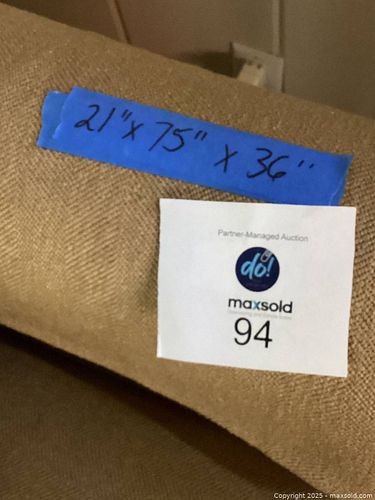 21" x 75" x 36"
Partner-Managed Auction
do!
maxsold
94
Copyright © 2025 - maxsold.com